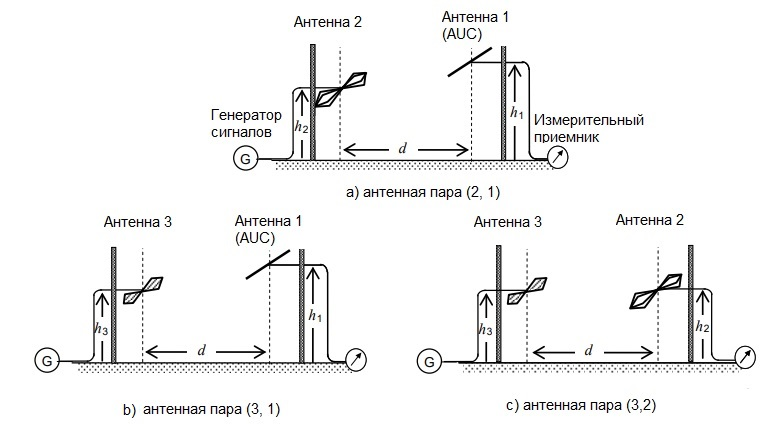 Антенна 2
Антенна 1
(AUC)
Генератор
сигналов
h2
h1
Измерительный
приемник
G
d
a) антенная пара (2, 1)
Антенна 3
Антенна 1
(AUC)
h3
h1
G
d
b) антенная пара (3, 1)
Антенна 3
Антенна 2
h3
h2
G
d
c) антенная пара (3,2)